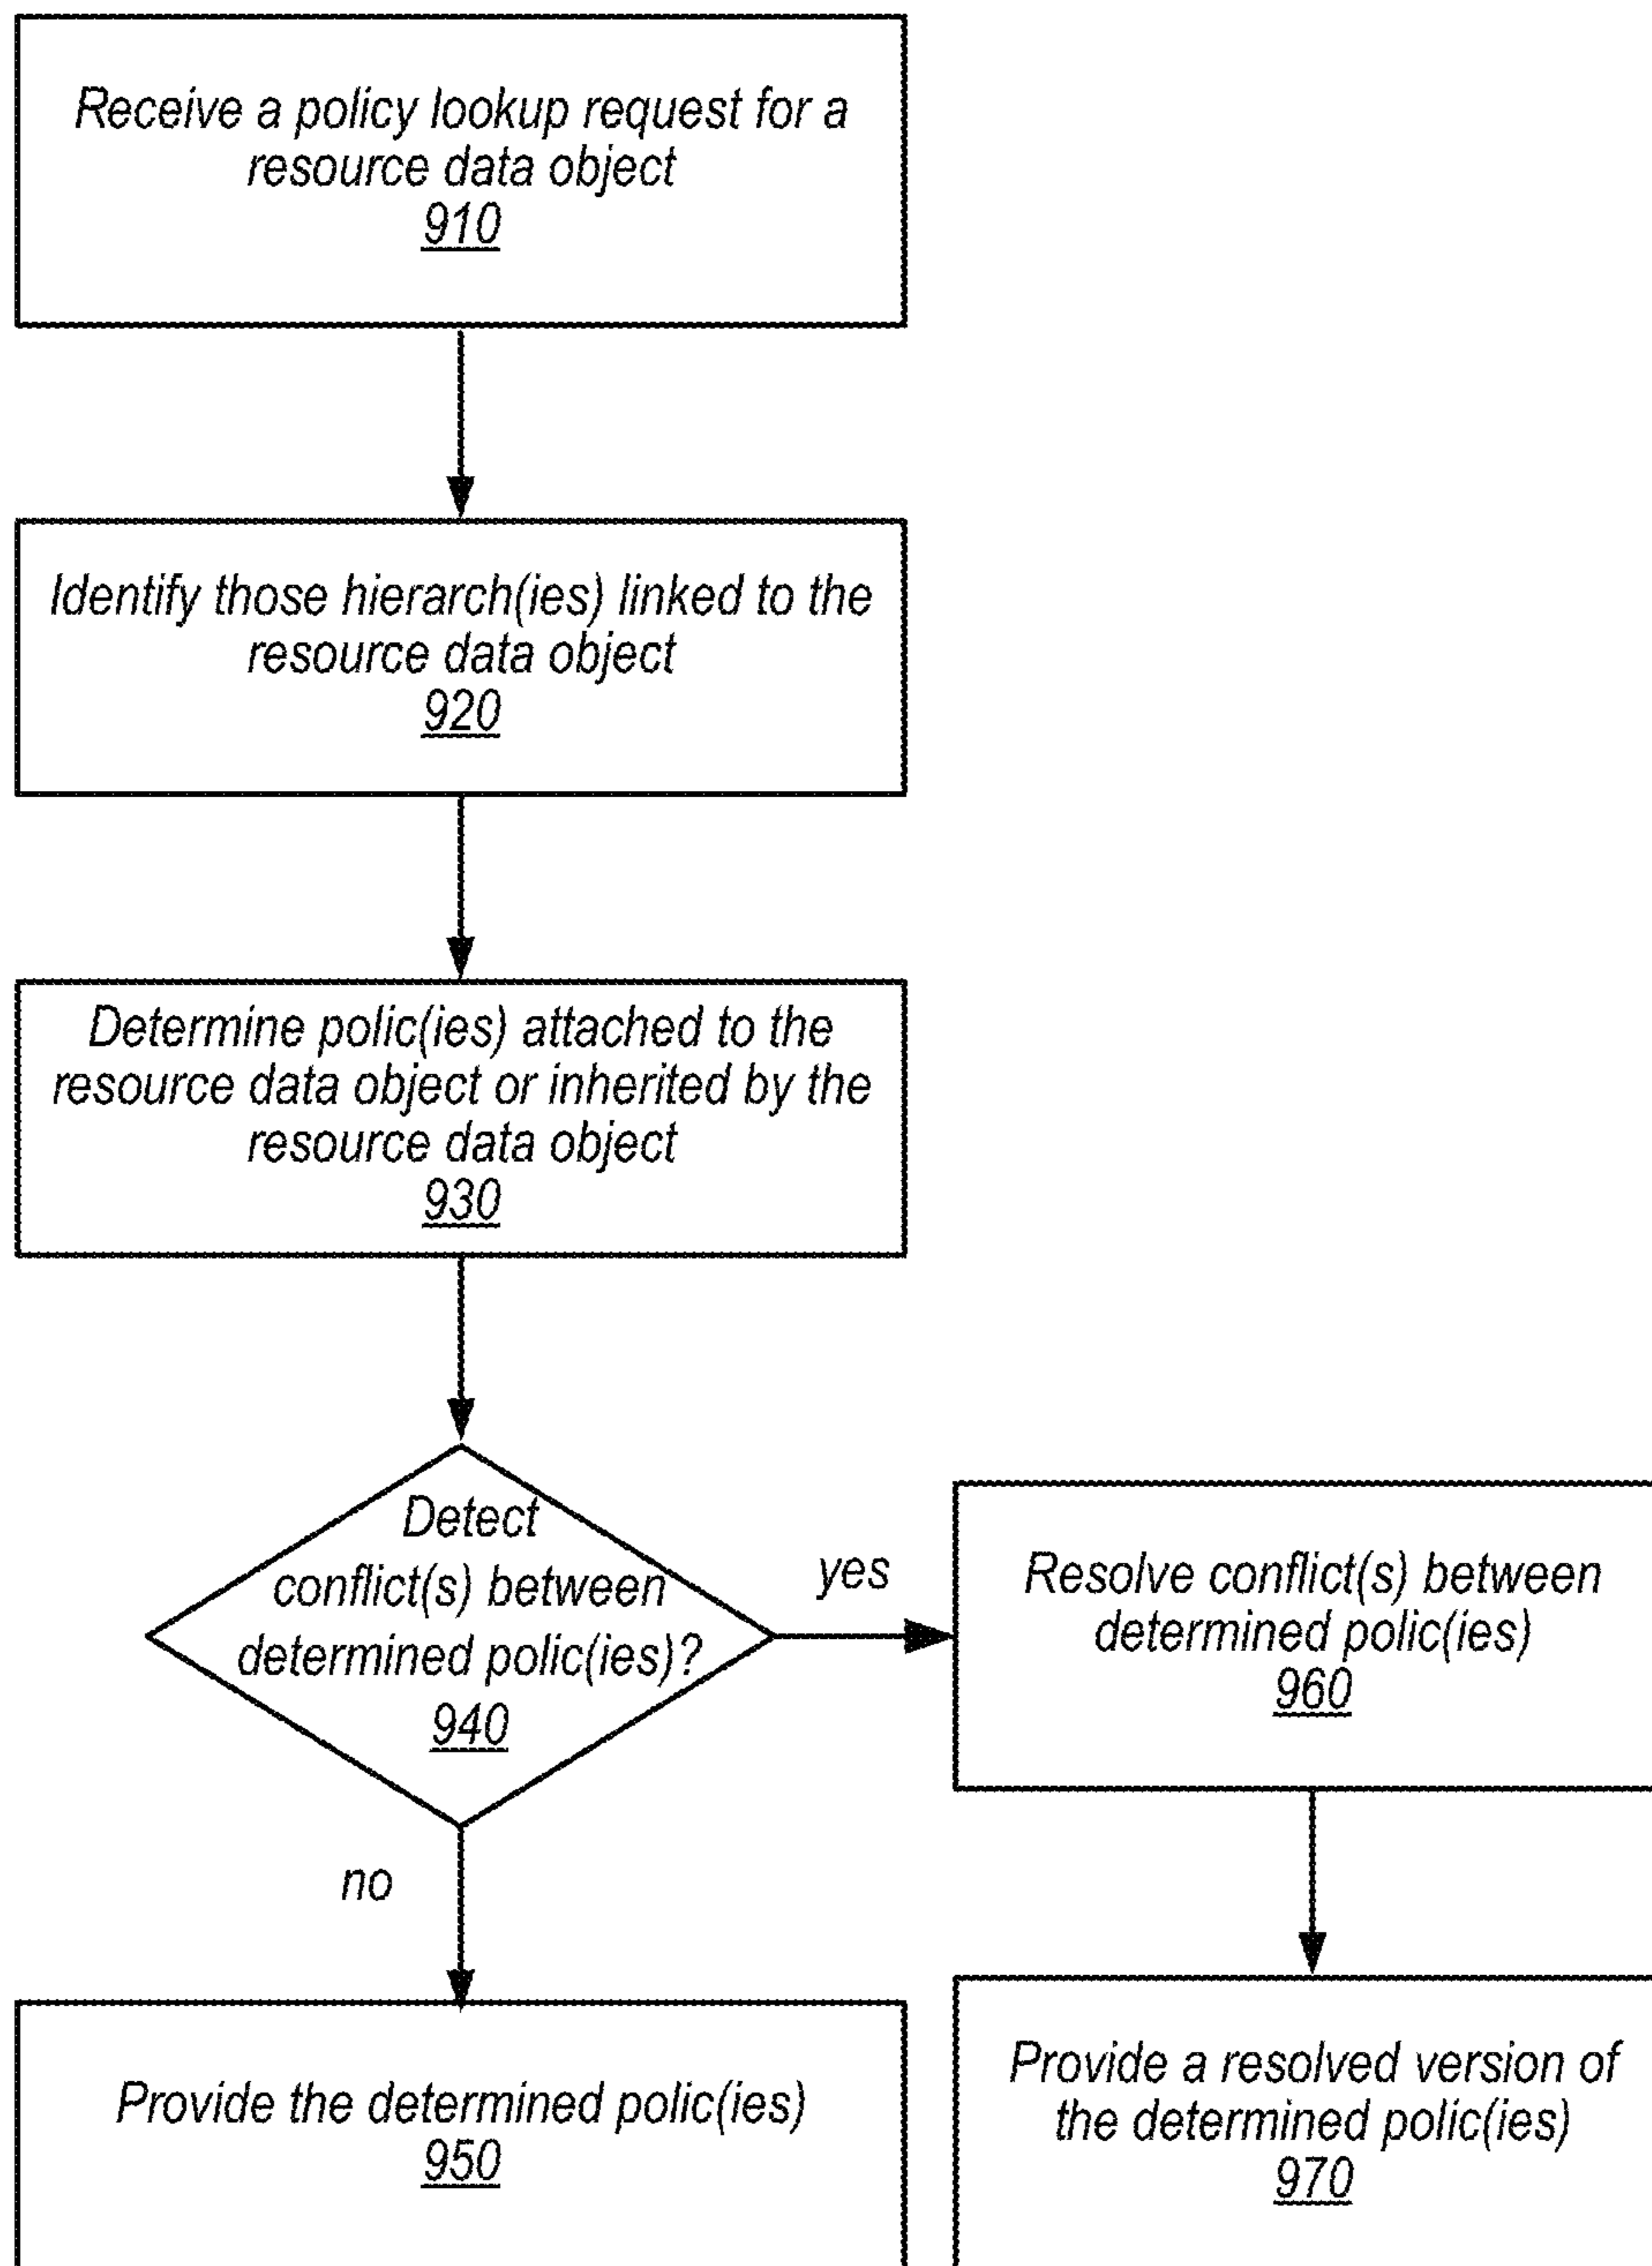 Receive a policy lookup request for a
resource data object
910
Identify those hierarch(ies) linked to the
resource data object
920
Determine polic(ies) attached to the
resource data object or inherited by the
resource data object
930
Detect
conflict(s) between
determined polic(ies)?
940
yes
Resolve conflict(s) between
determined polic(ies)
960
no
Provide the determined polic(ies)
950
Provide a resolved version of
the determined polic(ies)
970